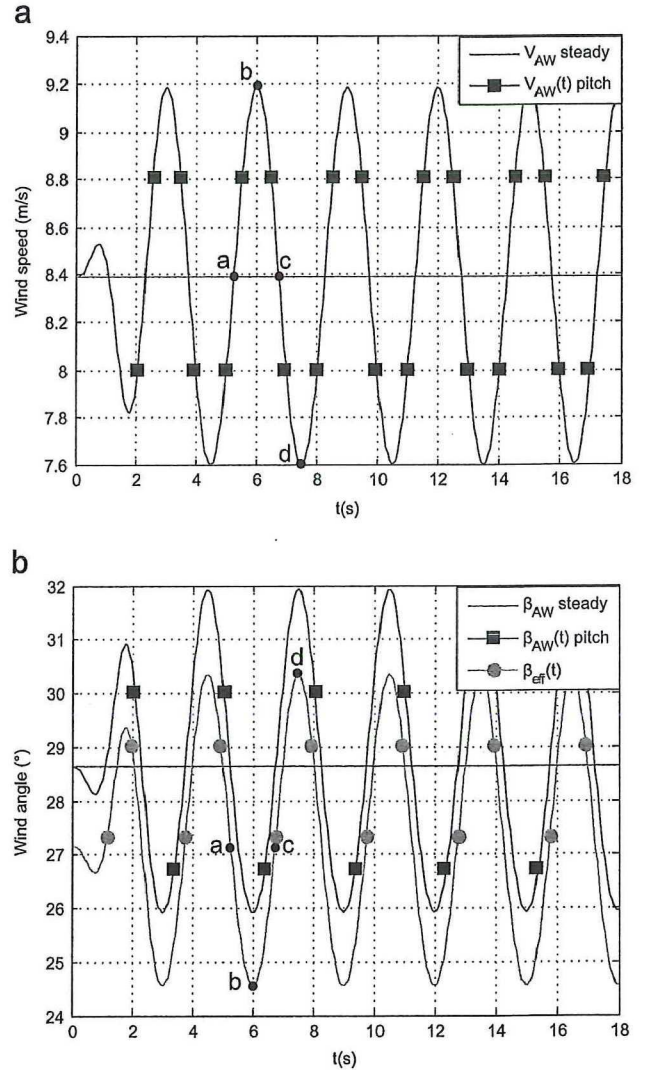 a
9.4
9.2
9
8.8
8.6
8.4
8.2
8
7.8
7.6
Wind speed (m/s)
V_AW steady
V_AW(t) pitch
b
a
c
d
0 2 4 6 8 10 12 14 16 18
t(s)
b
32
31
30
29
28
27
26
25
24
Wind angle (°)
β_AW steady
β_AW(t) pitch
β_eff(t)
d
a
c
b
0 2 4 6 8 10 12 14 16 18
t(s)